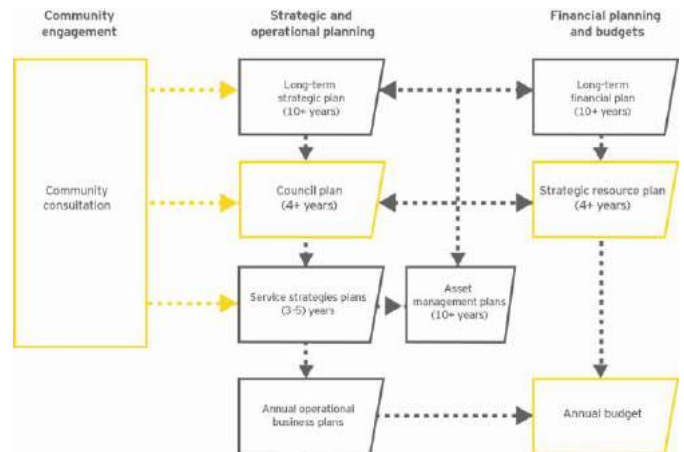 Community
engagement
Strategic and
operational planning
Financial planning
and budgets
Long-term
strategic plan
(10+ years)
Long-term
financial plan
(10+ years)
Community
consultation
Council plan
(4+ years)
Strategic resource plan
(4+ years)
Service strategies plans
(3-5) years
Asset
management plans
(10+ years)
Annual operational
business plans
Annual budget